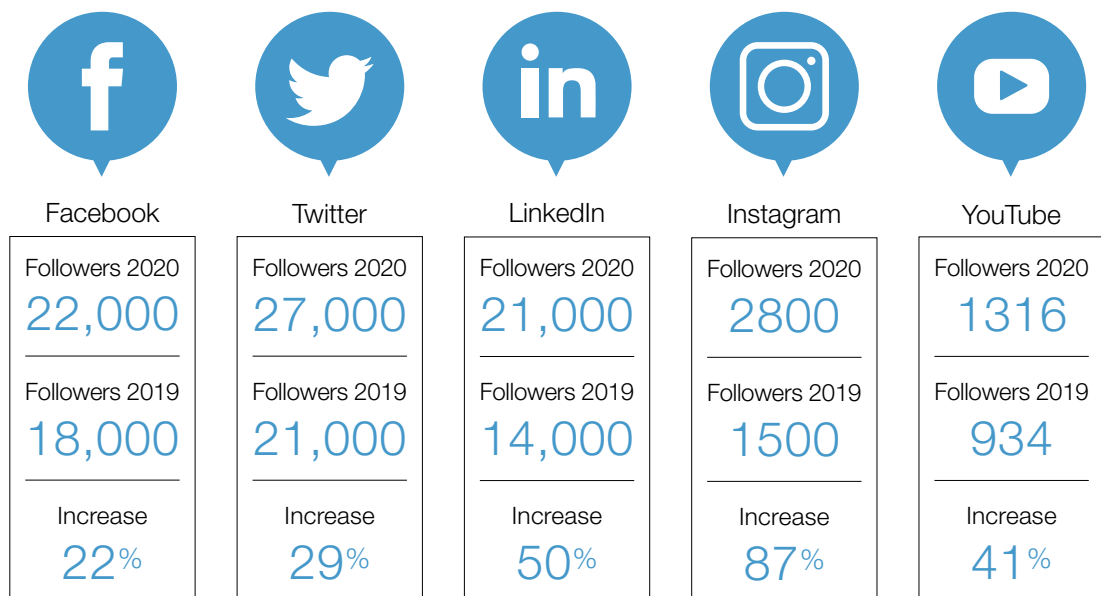 Facebook
Followers 2020
22,000
Followers 2019
18,000
Increase
22%
Twitter
Followers 2020
27,000
Followers 2019
21,000
Increase
29%
LinkedIn
Followers 2020
21,000
Followers 2019
14,000
Increase
50%
Instagram
Followers 2020
2800
Followers 2019
1500
Increase
87%
YouTube
Followers 2020
1316
Followers 2019
934
Increase
41%